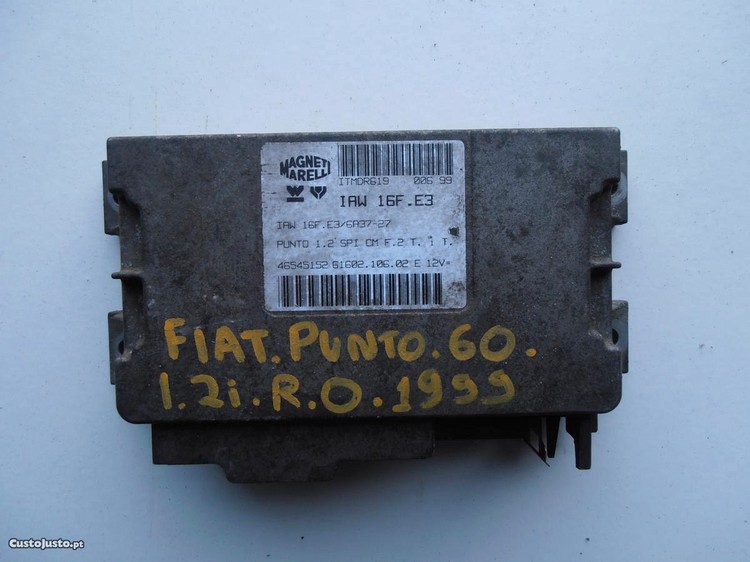 MAGNETI
MARELLI
ITMDR619 006 99
IAW 16F.E3
IAW 16F.E3/6A37-27
PUNTO 1.2 SPI CM F.2 T. 1 T.
46545152 61602.106.02 E 12V=
FIAT.PUNTO.60.
1.2i.R.O.1999
CustoJusto.pt